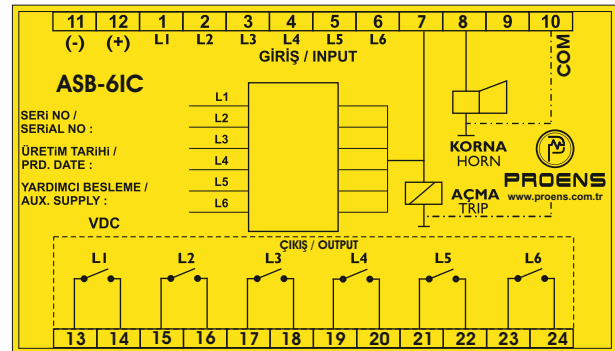 11 12 1 2 3 4 5 6 7 8 9 10
(-) (+) L1 L2 L3 L4 L5 L6
GİRİŞ / INPUT
COM
ASB-6IC
SERİ NO /
SERİAL NO :
ÜRETİM TARİHİ /
PRD. DATE :
YARDIMCI BESLEME /
AUX. SUPPLY :
VDC
L1
L2
L3
L4
L5
L6
KORNA
HORN
AÇMA
TRIP
PROENS
www.proens.com.tr
ÇIKIŞ / OUTPUT
L1 L2 L3 L4 L5 L6
13 14 15 16 17 18 19 20 21 22 23 24